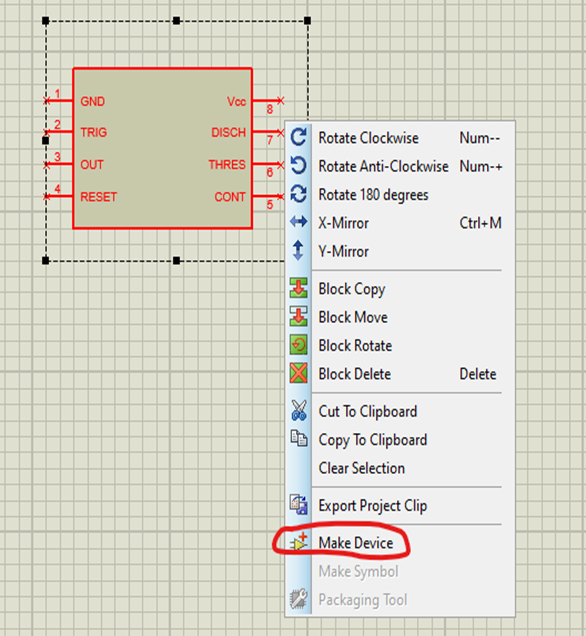 1 GND Vcc 8
2 TRIG DISCH 7
3 OUT THRES 6
4 RESET CONT 5
Rotate Clockwise Num--
Rotate Anti-Clockwise Num-+
Rotate 180 degrees
X-Mirror Ctrl+M
Y-Mirror
Block Copy
Block Move
Block Rotate
Block Delete Delete
Cut To Clipboard
Copy To Clipboard
Clear Selection
Export Project Clip
Make Device
Make Symbol
Packaging Tool